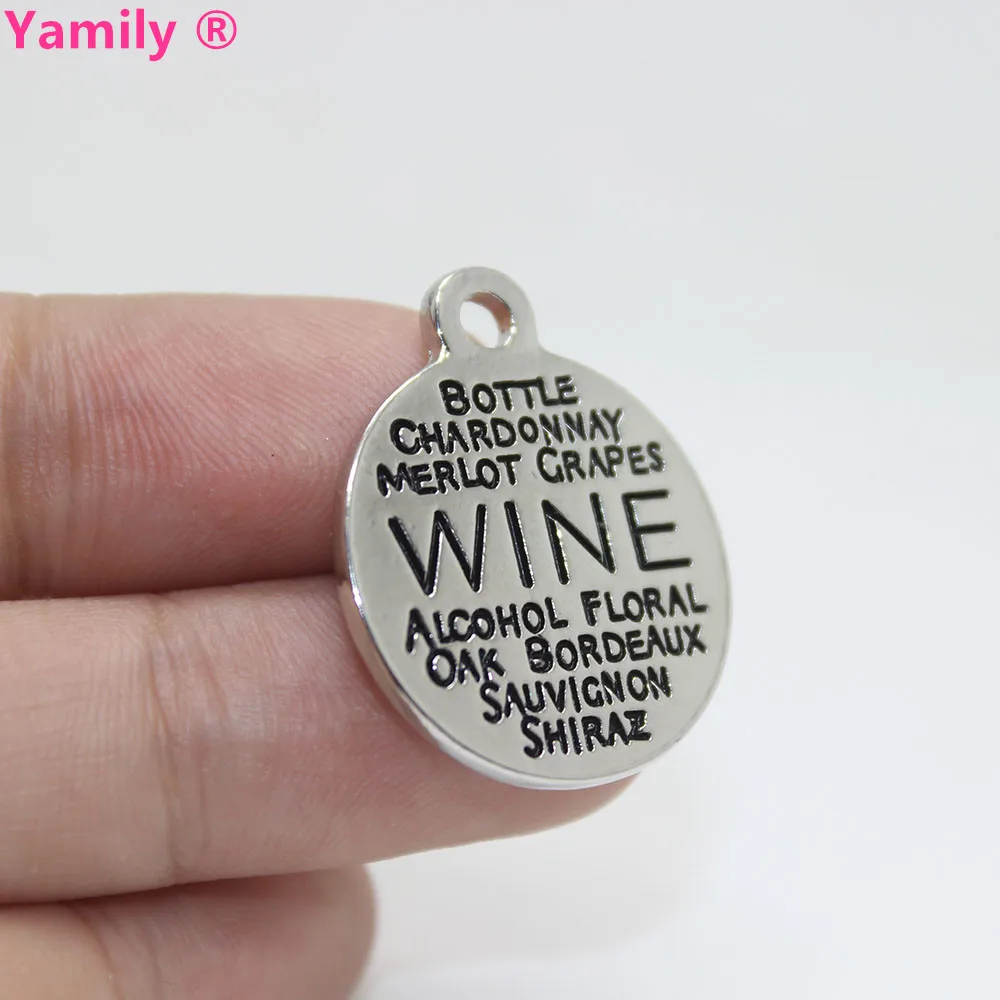 Yamily ®
BOTTLE
CHARDONNAY
MERLOT GRAPES
WINE
ALCOHOL FLORAL
OAK BORDEAUX
SAUVIGNON
SHIRAZ